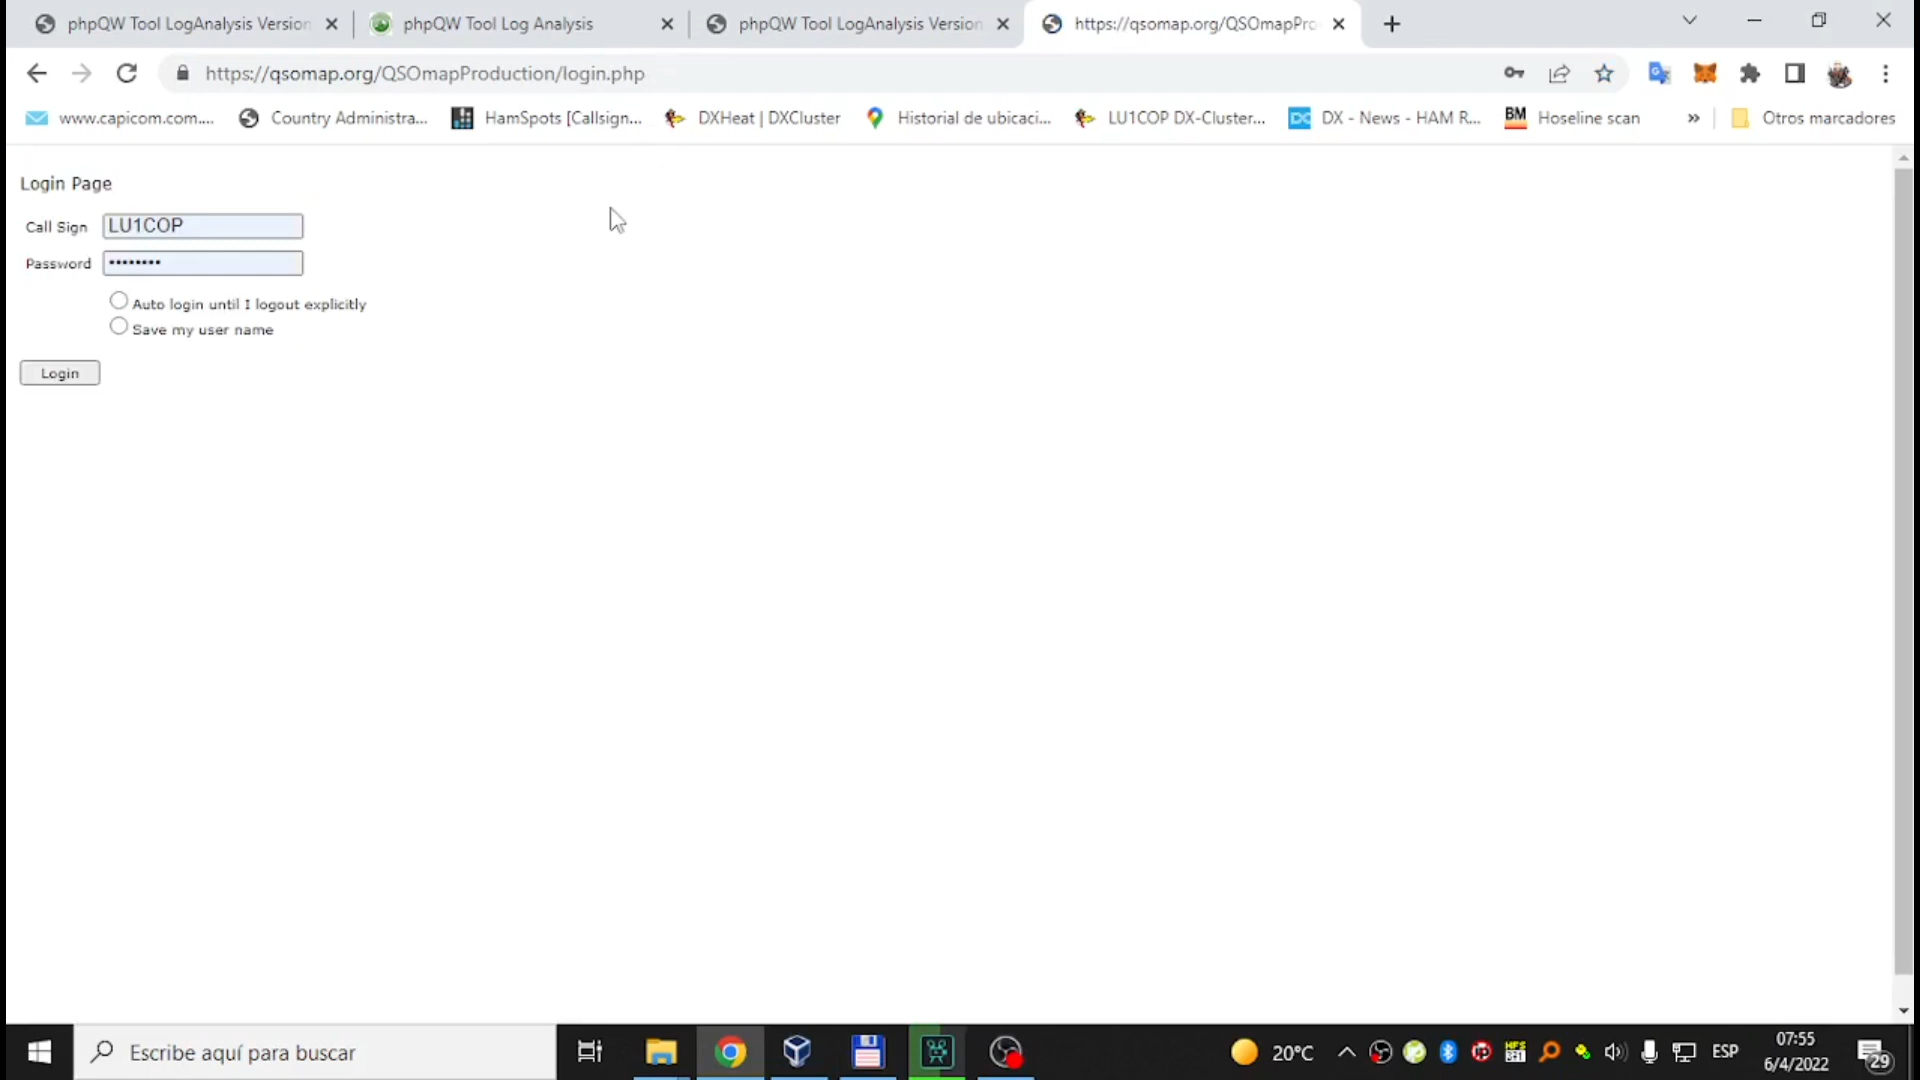 phpQW Tool LogAnalysis Version
phpQW Tool Log Analysis
phpQW Tool LogAnalysis Version
https://qsomap.org/QSOmapPro
https://qsomap.org/QSOmapProduction/login.php
www.capicom.com....
Country Administra...
HamSpots [Callsign...
DXHeat | DXCluster
Historial de ubicaci...
LU1COP DX-Cluster...
DC
DX - News - HAM R...
BM
Hoseline scan
»
Otros marcadores
Login Page
Call Sign LU1COP
Password ••••••••
Auto login until I logout explicitly
Save my user name
Login
Escribe aquí para buscar
20°C
ESP
07:55
6/4/2022
29